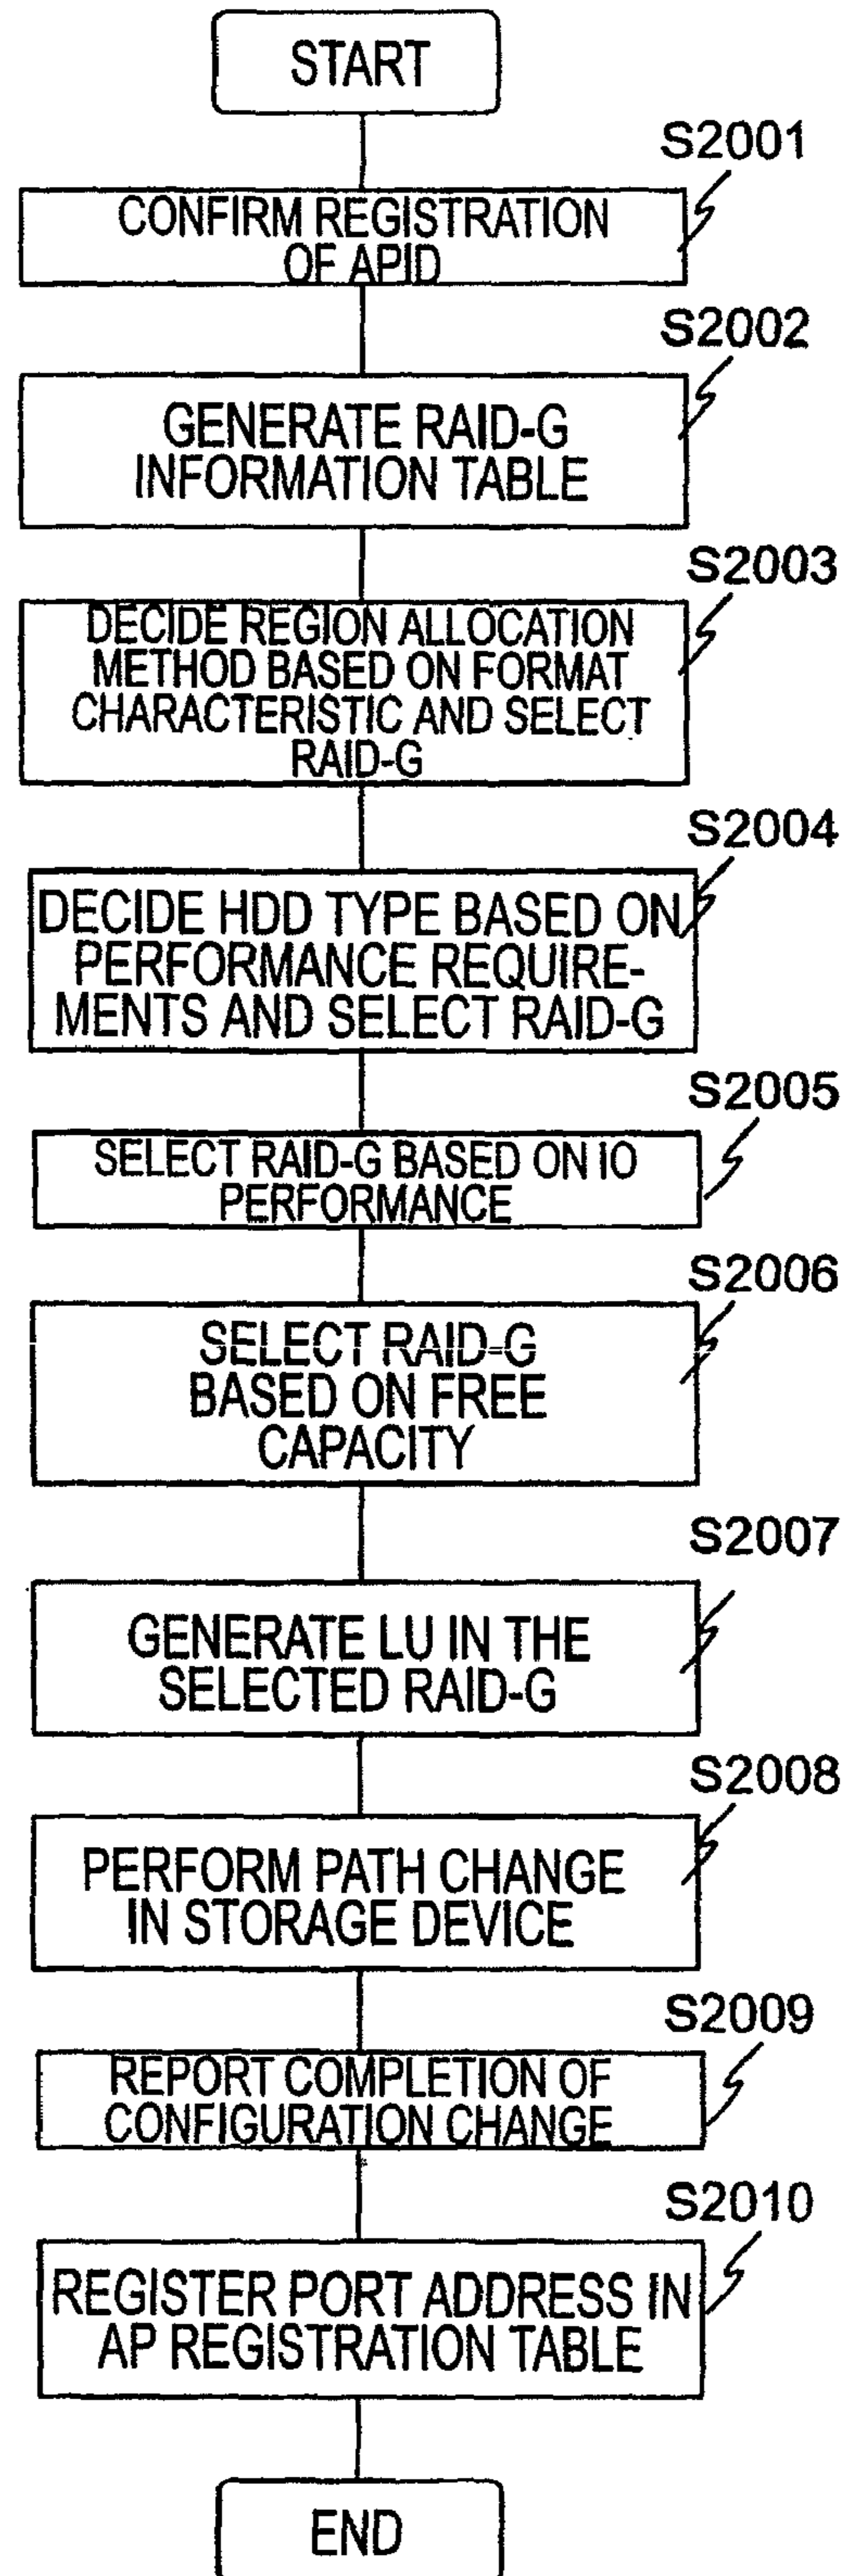 START
S2001
CONFIRM REGISTRATION
OF APID
S2002
GENERATE RAID-G
INFORMATION TABLE
S2003
DECIDE REGION ALLOCATION
METHOD BASED ON FORMAT
CHARACTERISTIC AND SELECT
RAID-G
S2004
DECIDE HDD TYPE BASED ON
PERFORMANCE REQUIRE-
MENTS AND SELECT RAID-G
S2005
SELECT RAID-G BASED ON IO
PERFORMANCE
S2006
SELECT RAID-G
BASED ON FREE
CAPACITY
S2007
GENERATE LU IN THE
SELECTED RAID-G
S2008
PERFORM PATH CHANGE
IN STORAGE DEVICE
S2009
REPORT COMPLETION OF
CONFIGURATION CHANGE
S2010
REGISTER PORT ADDRESS IN
AP REGISTRATION TABLE
END